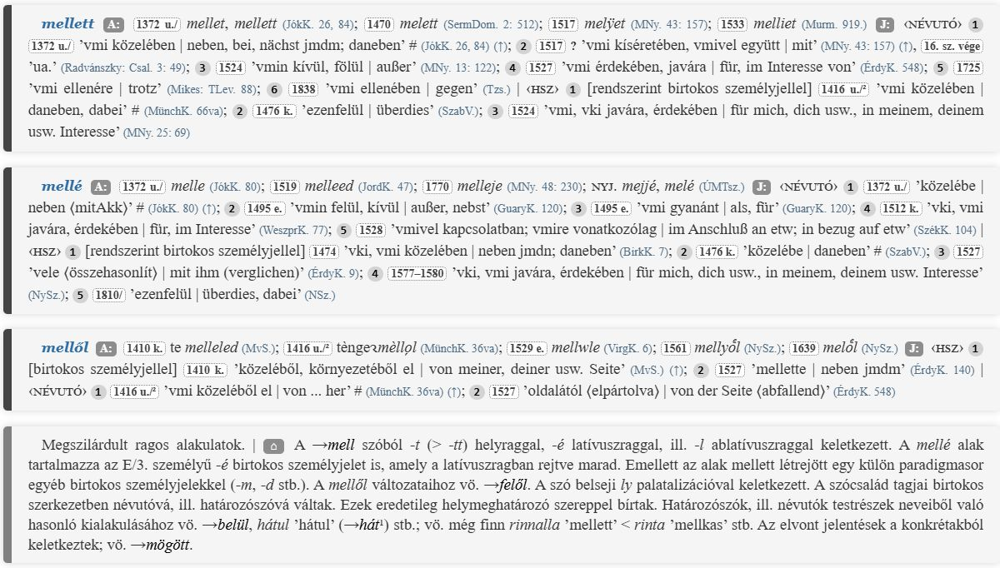 mellett A: 1372 u./ mellet, mellett (JókK. 26, 84); 1470 melett (SermDom. 2: 512); 1517 melÿet (MNy. 43: 157); 1533 melliet (Murm. 919.) J: ‹NÉVUTÓ› 1
1372 u./ ’vmi közelében | neben, bei, nächst jmdm; daneben’ # (JókK. 26, 84) (↑); 2 1517 ? ’vmi kíséretében, vmivel együtt | mit’ (MNy. 43: 157) (↑), 16. sz. vége
’ua.’ (Radvánszky: Csal. 3: 49); 3 1524 ’vmin kívül, fölül | außer’ (MNy. 13: 122); 4 1527 ’vmi érdekében, javára | für, im Interesse von’ (ÉrdyK. 548); 5 1725
’vmi ellenére | trotz’ (Mikes: TLev. 88); 6 1838 ’vmi ellenében | gegen’ (Tzs.) | ‹HSZ› 1 [rendszerint birtokos személyjellel] 1416 u./² ’vmi közelében |
daneben, dabei’ # (MünchK. 66va); 2 1476 k. ’ezenfelül | überdies’ (SzabV.); 3 1524 ’vmi, vki javára, érdekében | für mich, dich usw., in meinem, deinem
usw. Interesse’ (MNy. 25: 69)
mellé A: 1372 u./ melle (JókK. 80); 1519 melleed (JordK. 47); 1770 melleje (MNy. 48: 230); NYJ. mejjé, melé (ÚMTsz.) J: ‹NÉVUTÓ› 1 1372 u./ ’közelébe |
neben ⟨mitAkk⟩’ # (JókK. 80) (↑); 2 1495 e. ’vmin felül, kívül | außer, nebst’ (GuaryK. 120); 3 1495 e. ’vmi gyanánt | als, für’ (GuaryK. 120); 4 1512 k. ’vki, vmi
javára, érdekében | für, im Interesse’ (WeszprK. 77); 5 1528 ’vmivel kapcsolatban; vmire vonatkozólag | im Anschluß an etw; in bezug auf etw’ (SzékK. 104) |
‹HSZ› 1 [rendszerint birtokos személyjellel] 1474 ’vki, vmi közelében | neben jmdn; daneben’ (BirkK. 7); 2 1476 k. ’közelébe | daneben’ # (SzabV.); 3 1527
’vele ⟨összehasonlít⟩ | mit ihm (verglichen)’ (ÉrdyK. 9); 4 1577–1580 ’vki, vmi javára, érdekében | für mich, dich usw., in meinem, deinem usw. Interesse’
(NySz.); 5 1810/ ’ezenfelül | überdies, dabei’ (NSz.)
mellől A: 1410 k. te melleled (MvS.); 1416 u./² tèngeꝛmèllọl (MünchK. 36va); 1529 e. mellwle (VirgK. 6); 1561 mellyo̊́l (NySz.); 1639 melo̊́l (NySz.) J: ‹HSZ› 1
[birtokos személyjellel] 1410 k. ’közeléből, környezetéből el | von meiner, deiner usw. Seite’ (MvS.) (↑); 2 1527 ’mellette | neben jmdm’ (ÉrdyK. 140) |
‹NÉVUTÓ› 1 1416 u./² ’vmi közeléből el | von ... her’ # (MünchK. 36va) (↑); 2 1527 ’oldalától ⟨elpártolva⟩ | von der Seite ⟨abfallend⟩’ (ÉrdyK. 548)
Megszilárdult ragos alakulatok. | ⌂ A →mell szóból -t (> -tt) helyraggal, -é latívuszraggal, ill. -l ablatívuszraggal keletkezett. A mellé alak
tartalmazza az E/3. személyű -é birtokos személyjelet is, amely a latívuszragban rejtve marad. Emellett az alak mellett létrejött egy külön paradigmasor
egyéb birtokos személyjelekkel (-m, -d stb.). A mellől változataihoz vö. →felől. A szó belseji ly palatalizációval keletkezett. A szócsalád tagjai birtokos
szerkezetben névutóvá, ill. határozószóvá váltak. Ezek eredetileg helymeghatározó szereppel bírtak. Határozószók, ill. névutók testrészek neveiből való
hasonló kialakulásához vö. →belül, hátul ’hátul’ (→hát¹) stb.; vö. még finn rinnalla ’mellett’ < rinta ’mellkas’ stb. Az elvont jelentések a konkrétakból
keletkeztek; vö. →mögött.